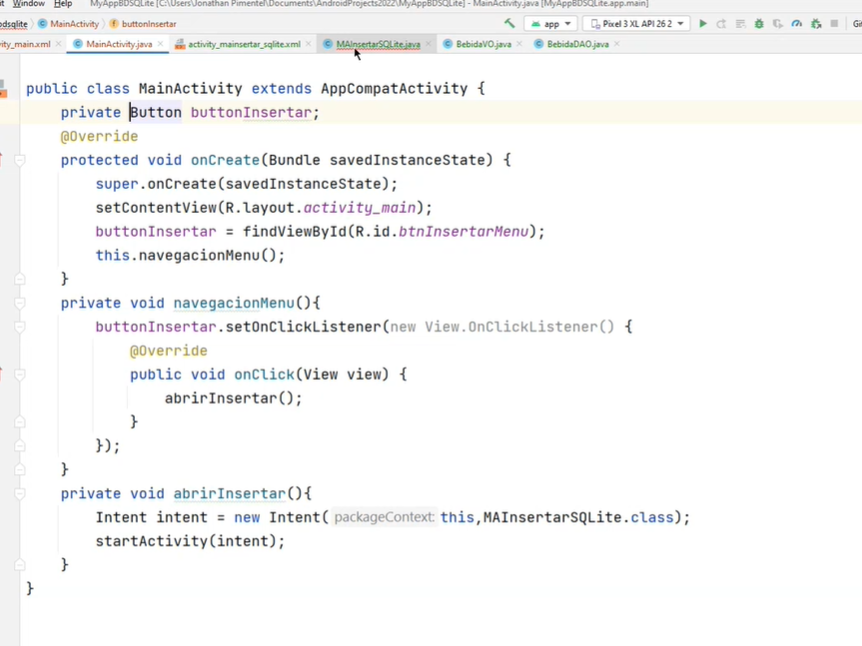 Window Help MyAppBDSQLite [C:\Users\Jonathan Pimentel\Documents\AndroidProjects2022\MyAppBDSQLite] - MainActivity.java [MyAppBDSQLite.app.main]
odsqlite MainActivity buttonInsertar app Pixel 3 XL API 26 2
ity_main.xml MainActivity.java activity_mainsertar_sqlite.xml MAInsertarSQLite.java BebidaVO.java BebidaDAO.java
public class MainActivity extends AppCompatActivity {
private Button buttonInsertar;
@Override
protected void onCreate(Bundle savedInstanceState) {
super.onCreate(savedInstanceState);
setContentView(R.layout.activity_main);
buttonInsertar = findViewById(R.id.btnInsertarMenu);
this.navegacionMenu();
}
private void navegacionMenu(){
buttonInsertar.setOnClickListener(new View.OnClickListener() {
@Override
public void onClick(View view) {
abrirInsertar();
}
});
}
private void abrirInsertar(){
Intent intent = new Intent( packageContext: this,MAInsertarSQLite.class);
startActivity(intent);
}
}